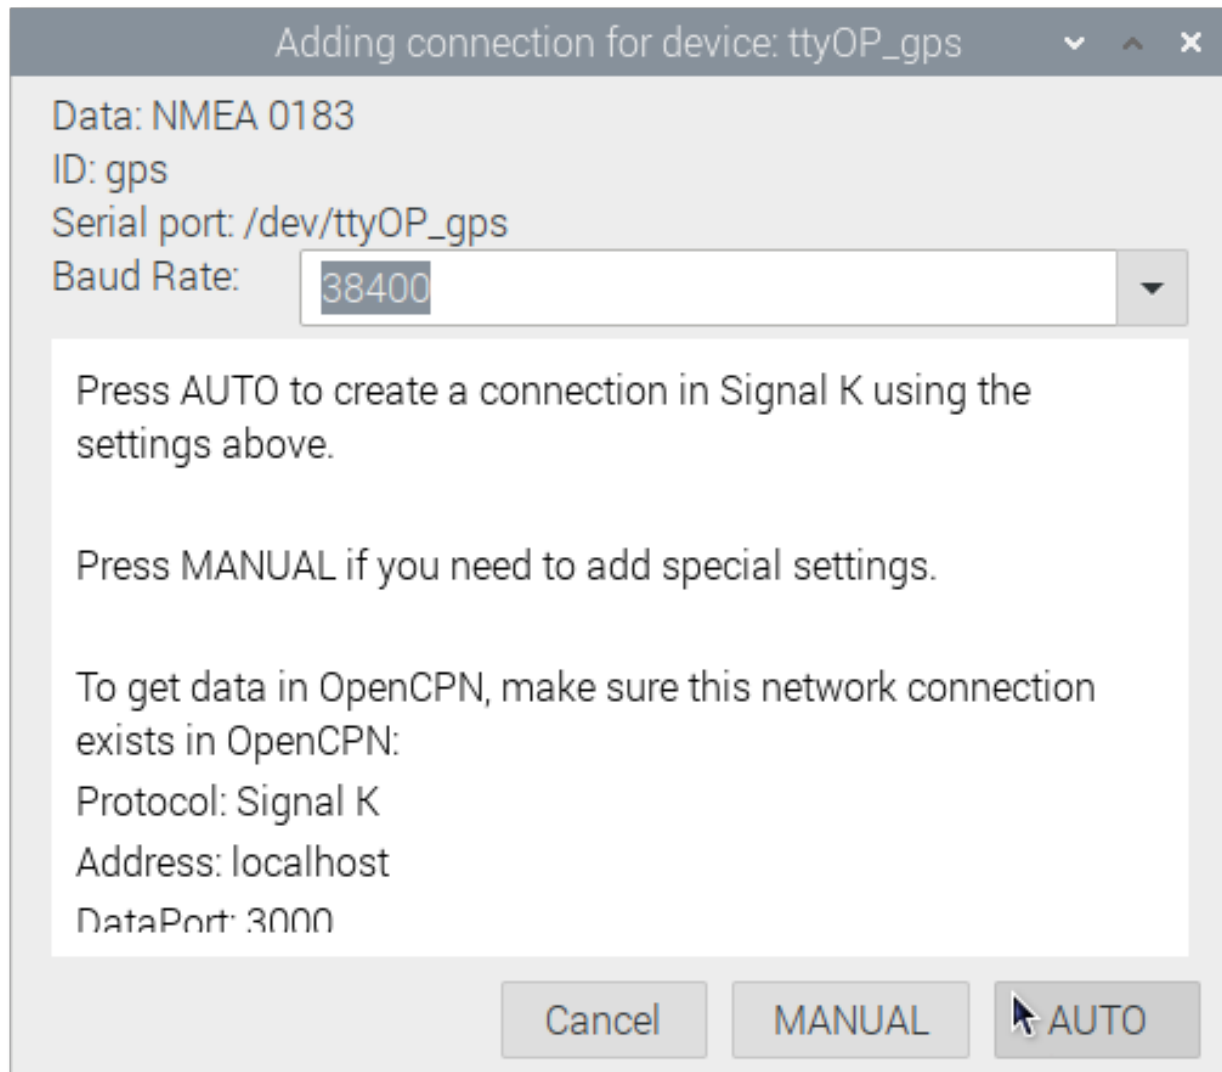 Adding connection for device: ttyOP_gps
Data: NMEA 0183
ID: gps
Serial port: /dev/ttyOP_gps
Baud Rate: 38400
Press AUTO to create a connection in Signal K using the
settings above.
Press MANUAL if you need to add special settings.
To get data in OpenCPN, make sure this network connection
exists in OpenCPN:
Protocol: Signal K
Address: localhost
DataPort: 3000
Cancel MANUAL AUTO